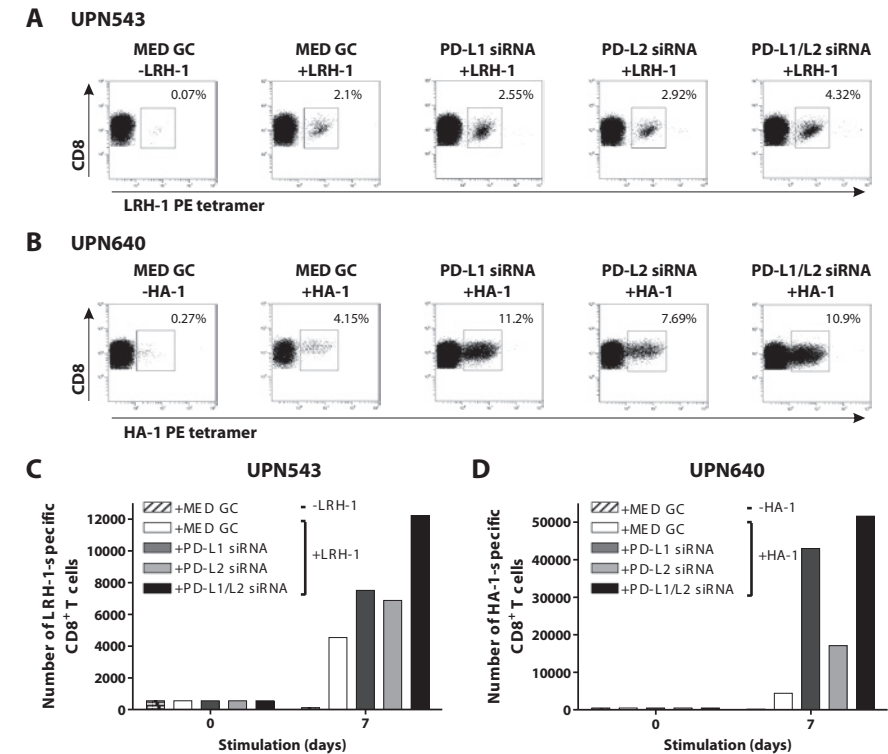 A UPN543
MED GC MED GC PD-L1 siRNA PD-L2 siRNA PD-L1/L2 siRNA
-LRH-1 +LRH-1 +LRH-1 +LRH-1 +LRH-1
0.07% 2.1% 2.55% 2.92% 4.32%
CD8
LRH-1 PE tetramer
B UPN640
MED GC MED GC PD-L1 siRNA PD-L2 siRNA PD-L1/L2 siRNA
-HA-1 +HA-1 +HA-1 +HA-1 +HA-1
0.27% 4.15% 11.2% 7.69% 10.9%
CD8
HA-1 PE tetramer
C UPN543
Number of LRH-1-specific
CD8+ T cells
12000
10000
8000
6000
4000
2000
0
+MED GC - -LRH-1
+MED GC
+PD-L1 siRNA
+LRH-1
+PD-L2 siRNA
+PD-L1/L2 siRNA
0 7
Stimulation (days)
D UPN640
Number of HA-1-specific
CD8+ T cells
50000
40000
30000
20000
10000
0
+MED GC - -HA-1
+MED GC
+PD-L1 siRNA
+HA-1
+PD-L2 siRNA
+PD-L1/L2 siRNA
0 7
Stimulation (days)